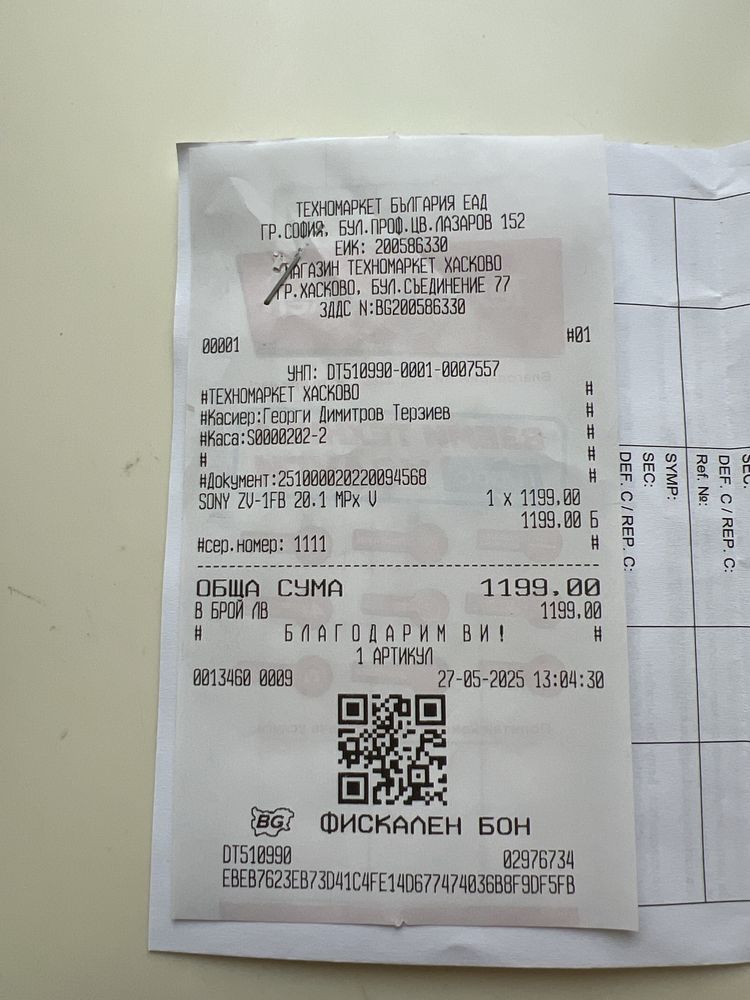 ТЕХНОМАРКЕТ БЪЛГАРИЯ ЕАД
ГР.СОФИЯ, БУЛ.ПРОФ.ЦВ.ЛАЗАРОВ 152
ЕИК: 200586330
МАГАЗИН ТЕХНОМАРКЕТ ХАСКОВО
ГР.ХАСКОВО, БУЛ.СЪЕДИНЕНИЕ 77
ЗДДС N:BG200586330
00001 #01
УНП: DT510990-0001-0007557
#ТЕХНОМАРКЕТ ХАСКОВО #
#Касиер:Георги Димитров Терзиев #
#Каса:S0000202-2 #
# #
#Документ:251000020220094568 #
SONY ZV-1FB 20.1 MPx V 1 x 1199.00
1199.00 Б
#сер.номер: 1111 #
ОБЩА СУМА 1199.00
В БРОЙ ЛВ 1199.00
# БЛАГОДАРИМ ВИ! #
1 АРТИКУЛ
0013460 0009 27-05-2025 13:04:30
BG ФИСКАЛЕН БОН
DT510990 02976734
EBEB7623EB73D41C4FE14D677474036B8F9DF5FB
DEF. C / REP. C:
Ref. №:
SYMP:
SEC:
DEF. C / REP. C: